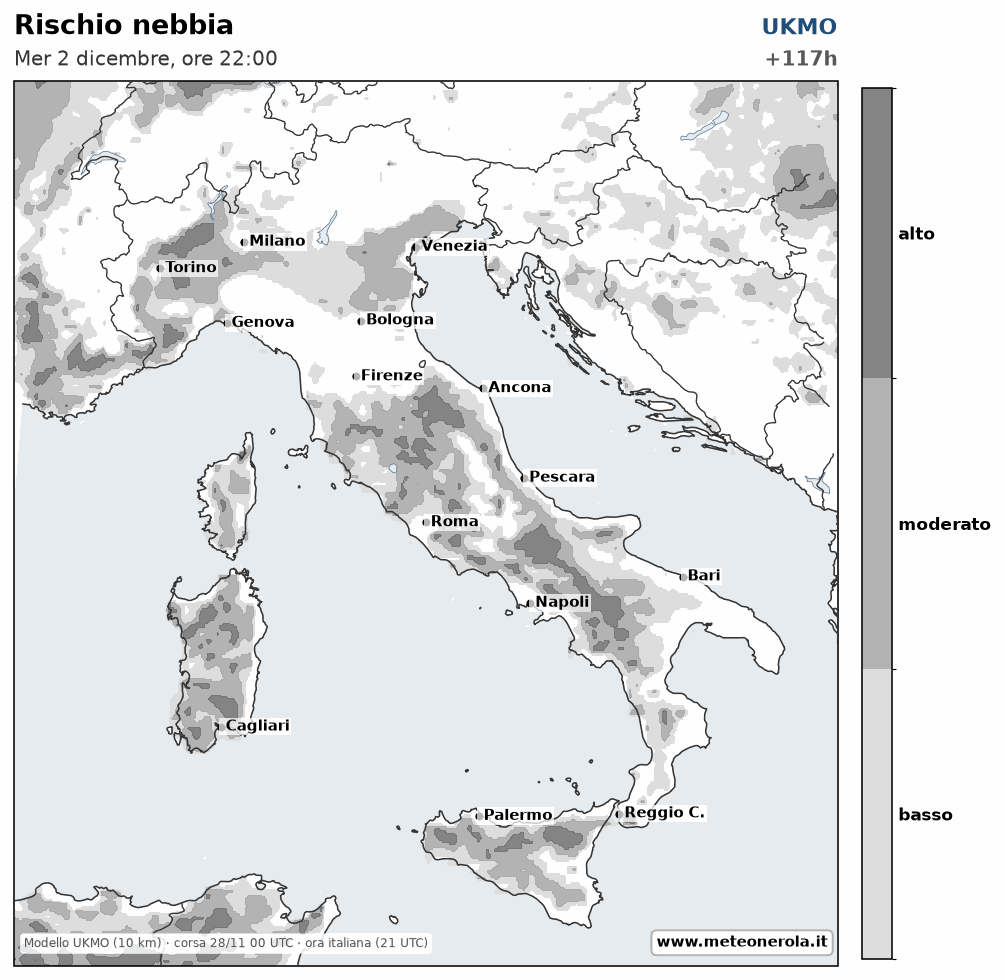 Rischio nebbia
UKMO
Mer 2 dicembre, ore 22:00
+117h
alto
Milano
Venezia
Torino
Genova
Bologna
Firenze
Ancona
Pescara
Roma
moderato
Bari
Napoli
Cagliari
Palermo
Reggio C.
basso
Modello UKMO (10 km) · corsa 28/11 00 UTC · ora italiana (21 UTC)
www.meteonerola.it